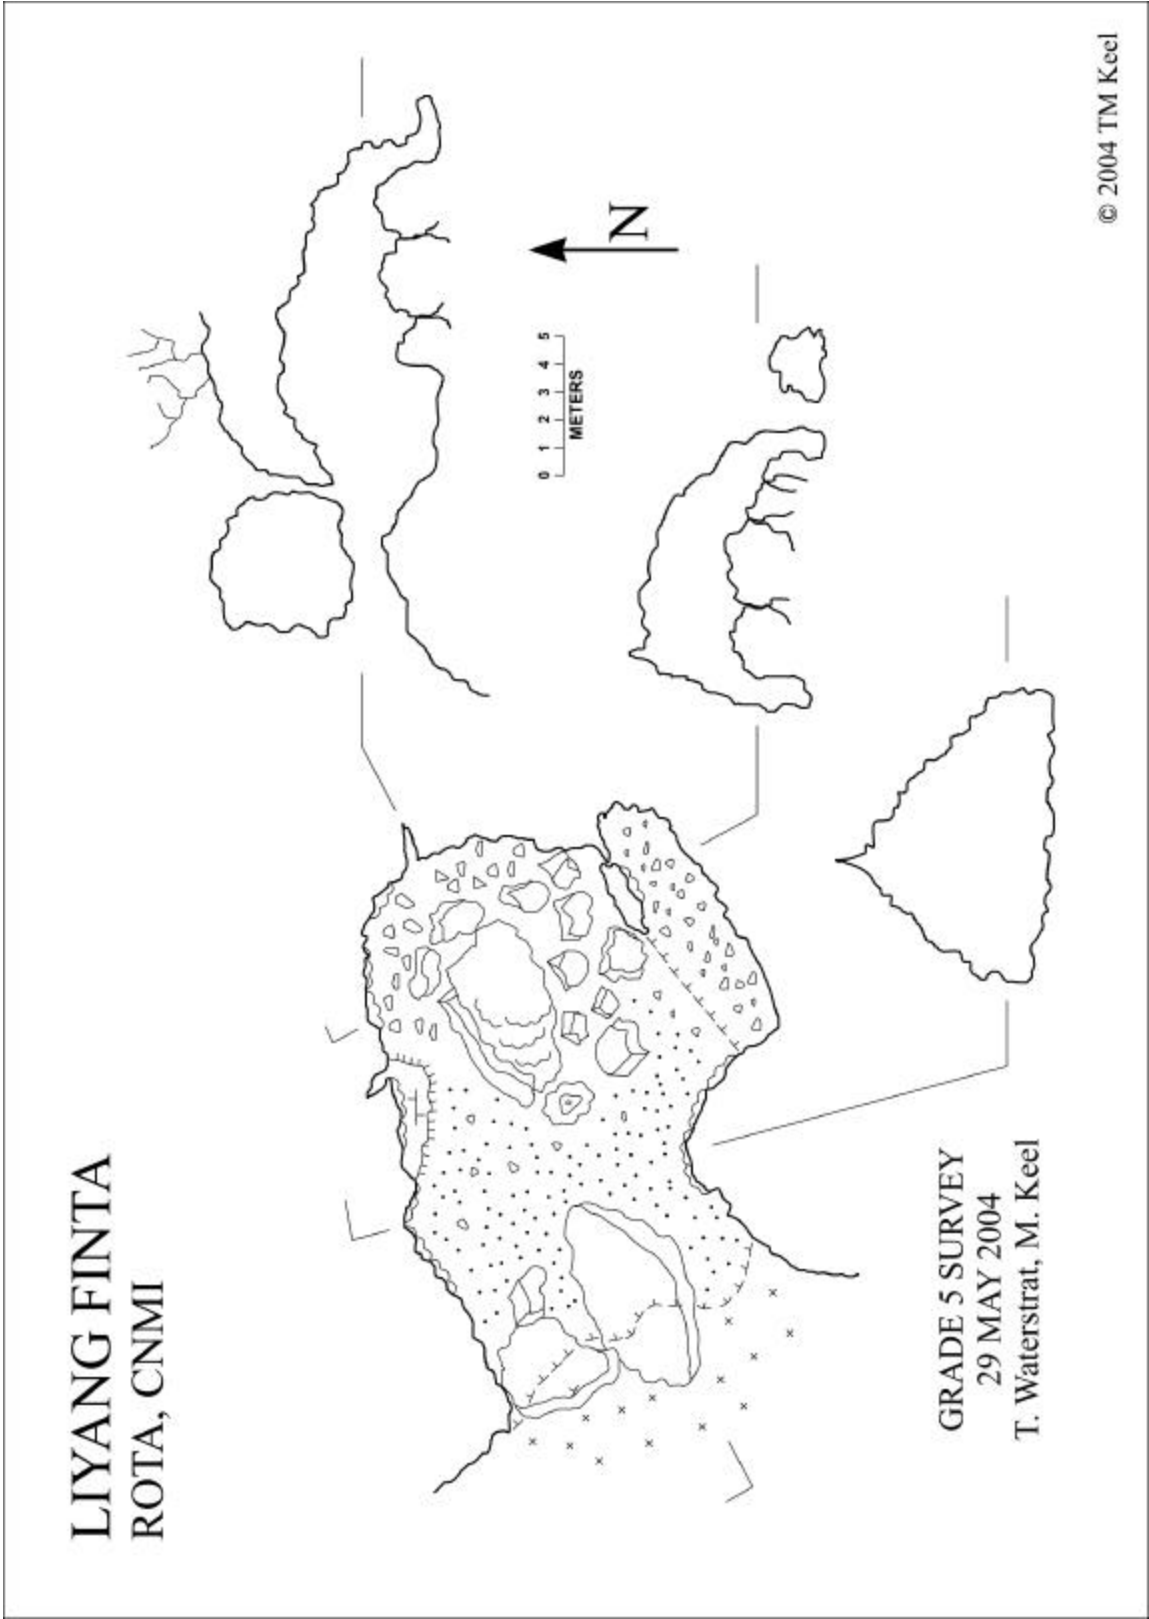 LIYANG FINTA
ROTA, CNMI
N
0 1 2 3 4 5
METERS
GRADE 5 SURVEY
29 MAY 2004
T. Waterstrat, M. Keel
© 2004 TM Keel